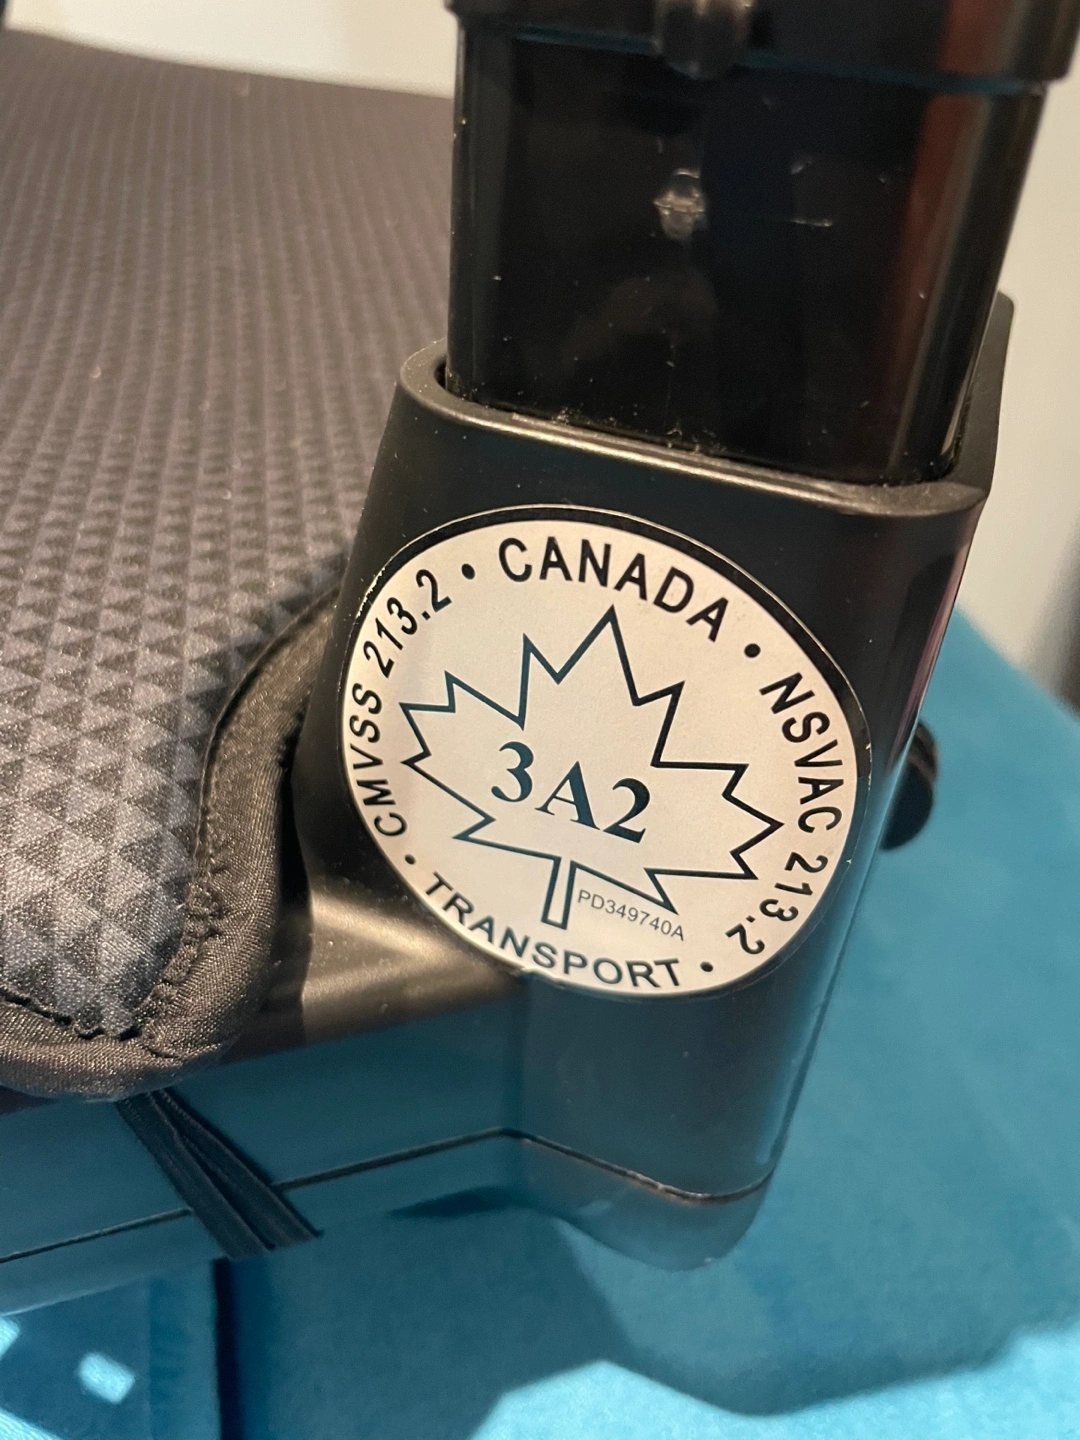 • CANADA •
NSVAC 213.2
• TRANSPORT •
CMVSS 213.2
3A2
PD349740A